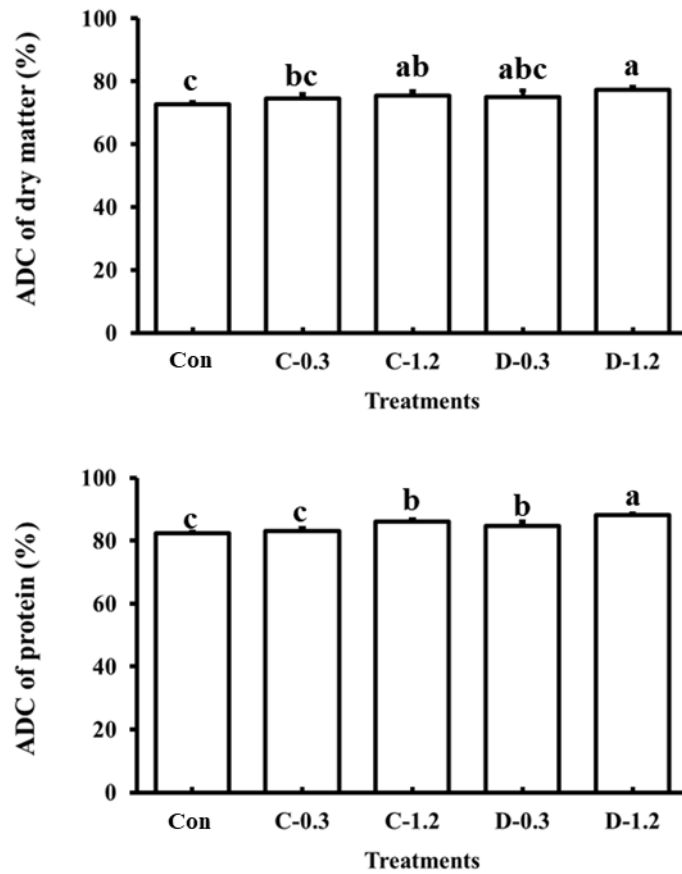 ADC of dry matter (%)
100
80
60
40
20
0
c
bc
ab
abc
a
Con C-0.3 C-1.2 D-0.3 D-1.2
Treatments
ADC of protein (%)
100
80
60
40
20
0
c
c
b
b
a
Con C-0.3 C-1.2 D-0.3 D-1.2
Treatments